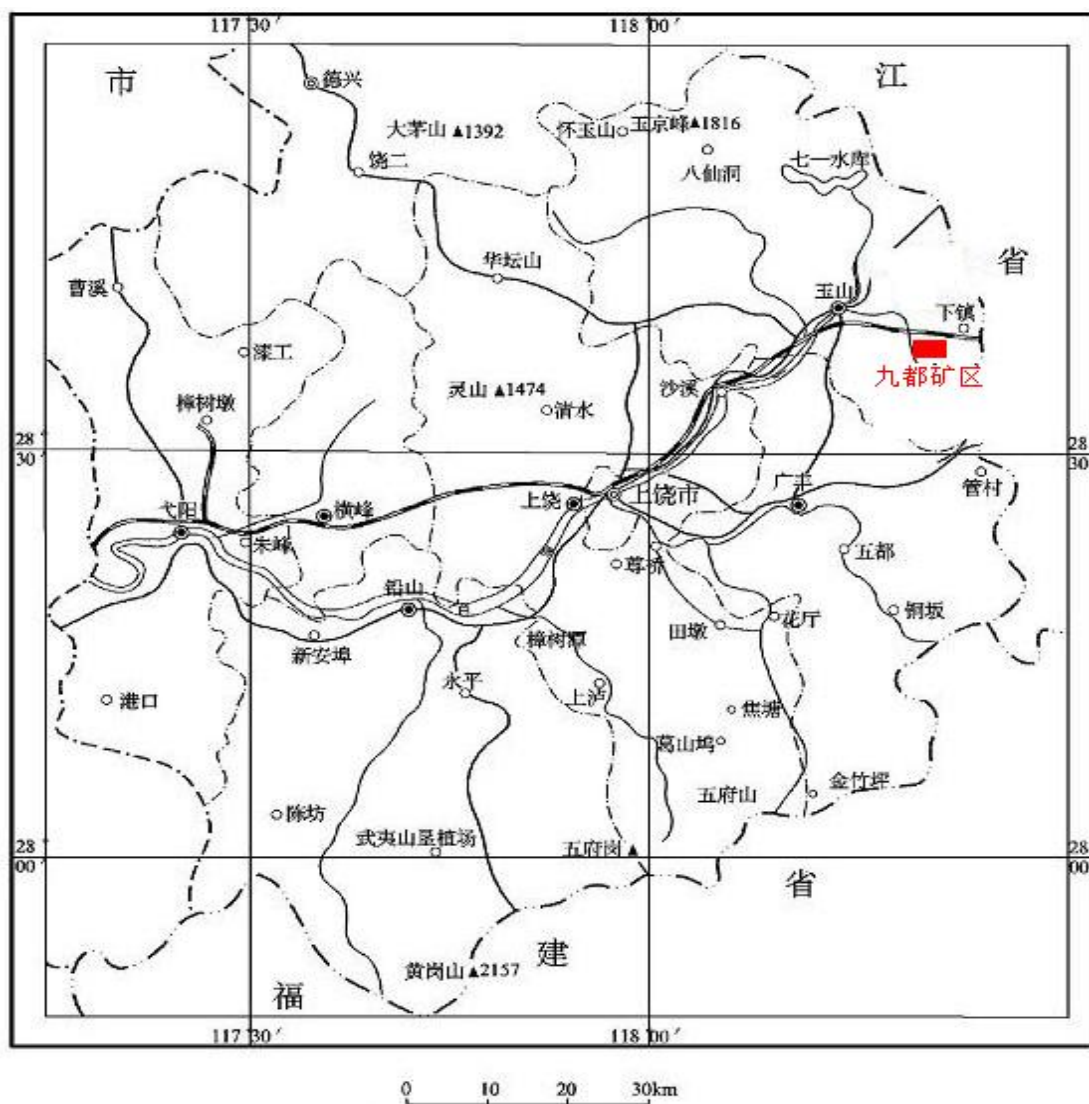 117°30′
118°00′
市
江
德兴
大茅山▲1392
怀玉山
玉京峰▲1816
饶二
八仙洞
七一水库
华坛山
省
曹溪
玉山
下镇
漆工
九都矿区
灵山▲1474
沙溪
樟树墩
清水
28°30′
28°30′
管村
弋阳
横峰
上饶
上饶市
广丰
朱峰
尊桥
五都
铅山
田墩
花厅
铜坂
新安埠
樟树潭
港口
永平
上泸
焦塘
葛山坞
五府山
金竹坪
陈坊
武夷山垦植场
五府岗▲
28°00′
28°00′
省
建
黄岗山▲2157
福
117°30′
118°00′
0 10 20 30km